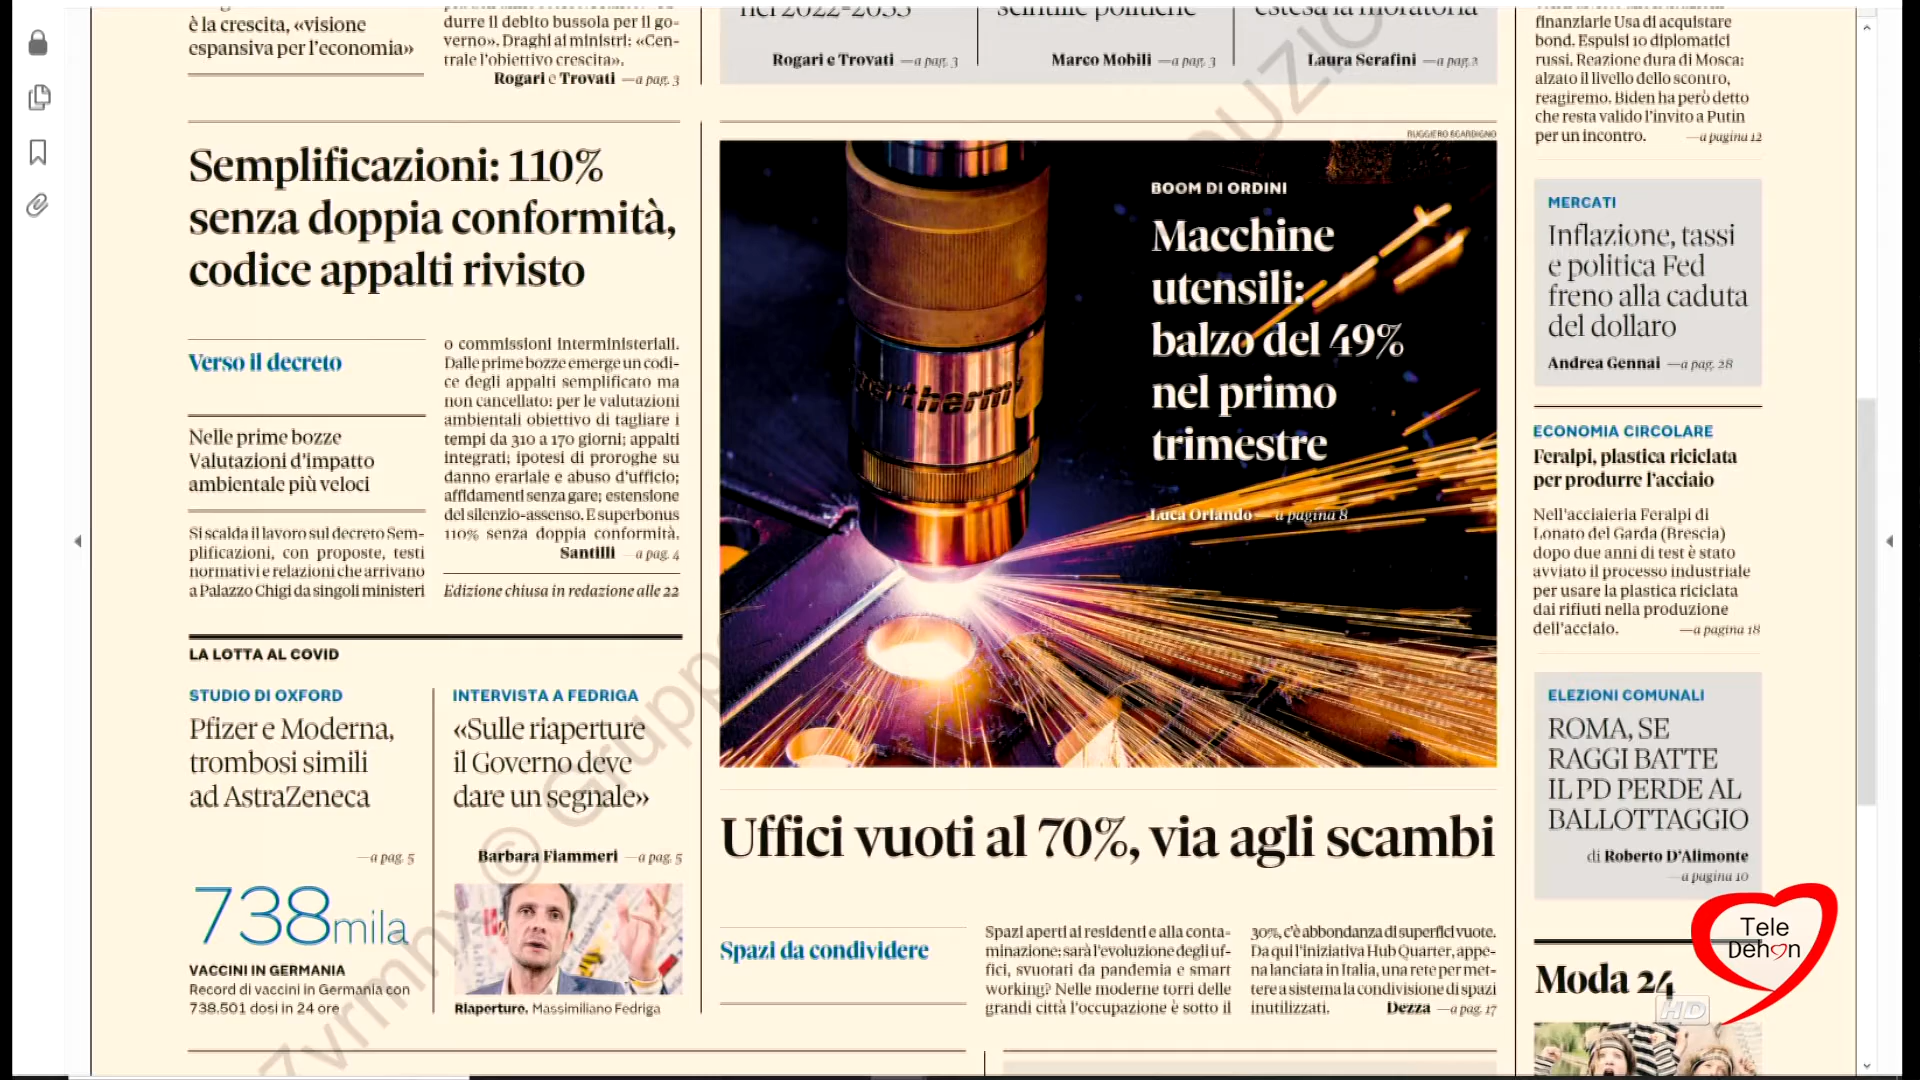 è la crescita, «visione
espansiva per l'economia»
durre il debito bussola per il go-
verno». Draghi ai ministri: «Cen-
trale l'obiettivo crescita».
Rogari e Trovati —a pag. 3
nel 2022-2033
Rogari e Trovati —a pag. 3
scintille politiche
Marco Mobili —a pag. 3
estesa la moratoria
Laura Serafini —a pag.2
finanziarie Usa di acquistare
bond. Espulsi 10 diplomatici
russi. Reazione dura di Mosca:
alzato il livello dello scontro,
reagiremo. Biden ha però detto
che resta valido l'invito a Putin
per un incontro. —a pagina 12
Semplificazioni: 110%
senza doppia conformità,
codice appalti rivisto
Verso il decreto
Nelle prime bozze
Valutazioni d'impatto
ambientale più veloci
Si scalda il lavoro sul decreto Sem-
plificazioni, con proposte, testi
normativi e relazioni che arrivano
a Palazzo Chigi da singoli ministeri
o commissioni interministeriali.
Dalle prime bozze emerge un codi-
ce degli appalti semplificato ma
non cancellato: per le valutazioni
ambientali obiettivo di tagliare i
tempi da 310 a 170 giorni; appalti
integrati; ipotesi di proroghe su
danno erariale e abuso d'ufficio;
affidamenti senza gare; estensione
del silenzio-assenso. E superbonus
110% senza doppia conformità.
Santilli —a pag. 4
Edizione chiusa in redazione alle 22
RUGGIERO SCARDIGNO
BOOM DI ORDINI
Macchine
utensili:
balzo del 49%
nel primo
trimestre
Luca Orlando —a pagina 8
MERCATI
Inflazione, tassi
e politica Fed
freno alla caduta
del dollaro
Andrea Gennai —a pag. 28
ECONOMIA CIRCOLARE
Feralpi, plastica riciclata
per produrre l'acciaio
Nell'acciaieria Feralpi di
Lonato del Garda (Brescia)
dopo due anni di test è stato
avviato il processo industriale
per usare la plastica riciclata
dai rifiuti nella produzione
dell'acciaio. —a pagina 18
LA LOTTA AL COVID
STUDIO DI OXFORD
Pfizer e Moderna,
trombosi simili
ad AstraZeneca
—a pag. 5
738mila
VACCINI IN GERMANIA
Record di vaccini in Germania con
738.501 dosi in 24 ore
INTERVISTA A FEDRIGA
«Sulle riaperture
il Governo deve
dare un segnale»
Barbara Fiammeri —a pag. 5
Riaperture. Massimiliano Fedriga
Uffici vuoti al 70%, via agli scambi
Spazi da condividere
Spazi aperti ai residenti e alla conta-
minazione: sarà l'evoluzione degli uf-
fici, svuotati da pandemia e smart
working? Nelle moderne torri delle
grandi città l'occupazione è sotto il
30%, c'è abbondanza di superfici vuote.
Da qui l'iniziativa Hub Quarter, appe-
na lanciata in Italia, una rete per met-
tere a sistema la condivisione di spazi
inutilizzati. Dezza —a pag. 17
ELEZIONI COMUNALI
ROMA, SE
RAGGI BATTE
IL PD PERDE AL
BALLOTTAGGIO
di Roberto D'Alimonte
—a pagina 10
Moda 24
Tele
Dehon
HD